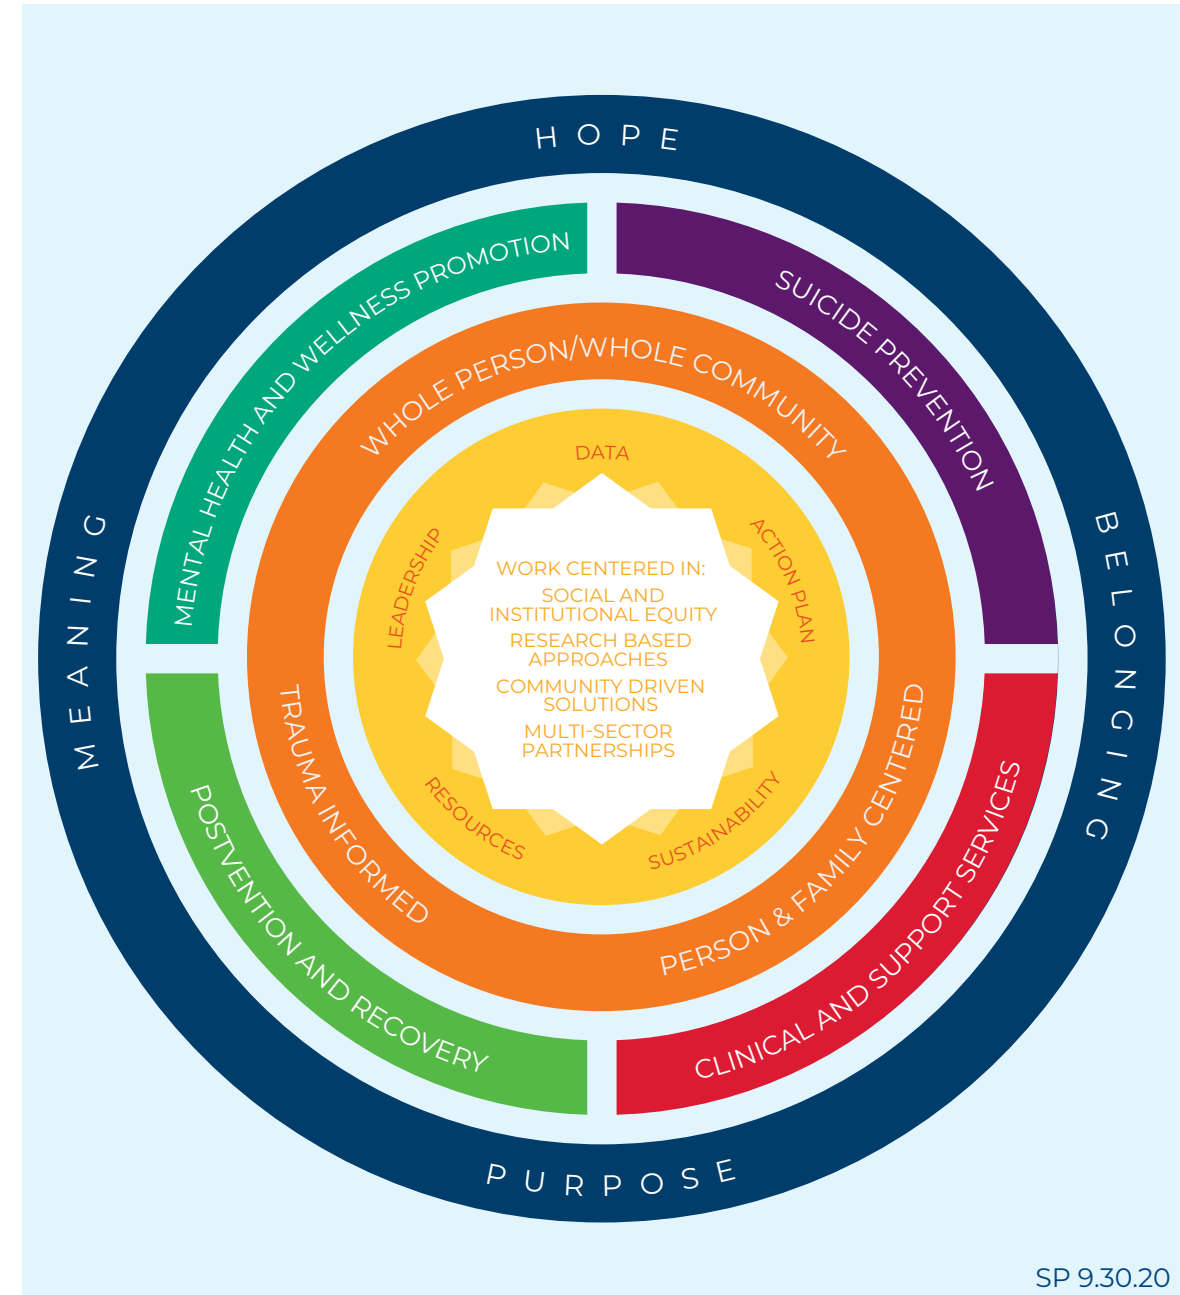 HOPE
MENTAL HEALTH AND WELLNESS PROMOTION
SUICIDE PREVENTION
WHOLE PERSON/WHOLE COMMUNITY
DATA
LEADERSHIP
ACTION PLAN
MEANING
BELONGING
WORK CENTERED IN:
SOCIAL AND
INSTITUTIONAL EQUITY
RESEARCH BASED
APPROACHES
COMMUNITY DRIVEN
SOLUTIONS
MULTI-SECTOR
PARTNERSHIPS
RESOURCES
SUSTAINABILITY
TRAUMA INFORMED
PERSON & FAMILY CENTERED
POSTVENTION AND RECOVERY
CLINICAL AND SUPPORT SERVICES
PURPOSE
SP 9.30.20